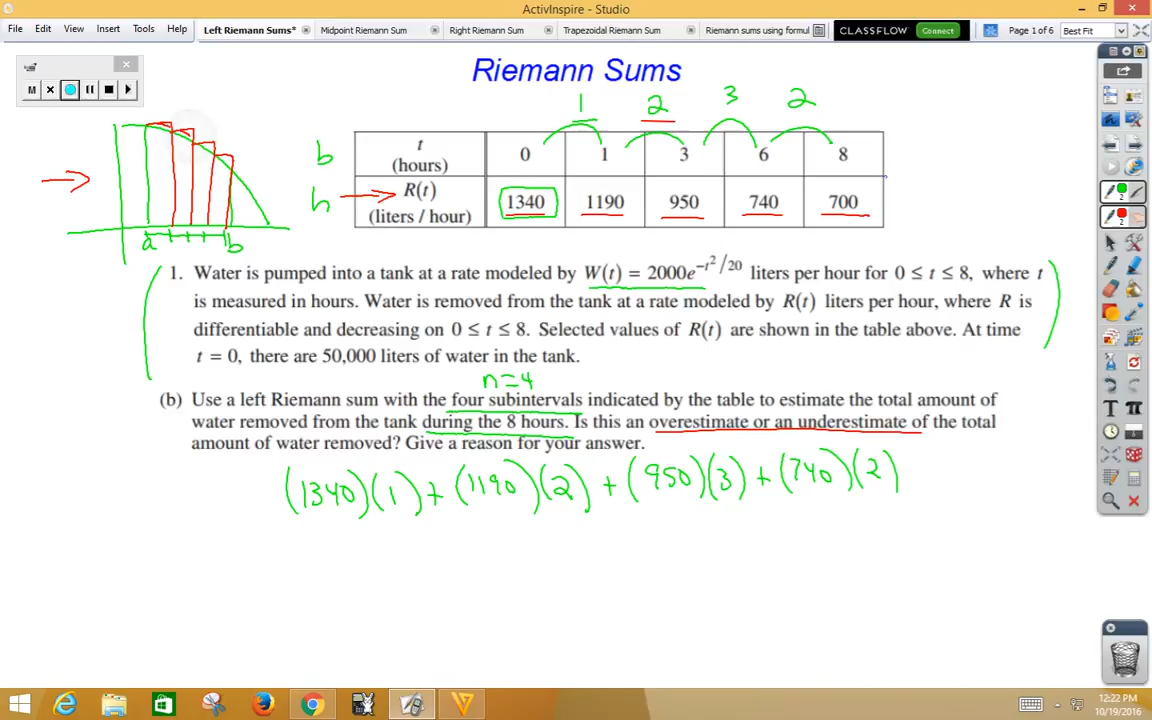 ActivInspire - Studio
File Edit View Insert Tools Help
Left Riemann Sums* Midpoint Riemann Sum Right Riemann Sum Trapezoidal Riemann Sum Riemann sums using formul
CLASSFLOW Connect Page 1 of 6 Best Fit
M
Riemann Sums
1 2 3 2
b t (hours) 0 1 3 6 8
h R(t) (liters / hour) 1340 1190 950 740 700
a b
1. Water is pumped into a tank at a rate modeled by W(t) = 2000e^{-t²/20} liters per hour for 0 ≤ t ≤ 8, where t
is measured in hours. Water is removed from the tank at a rate modeled by R(t) liters per hour, where R is
differentiable and decreasing on 0 ≤ t ≤ 8. Selected values of R(t) are shown in the table above. At time
t = 0, there are 50,000 liters of water in the tank.
n=4
(b) Use a left Riemann sum with the four subintervals indicated by the table to estimate the total amount of
water removed from the tank during the 8 hours. Is this an overestimate or an underestimate of the total
amount of water removed? Give a reason for your answer.
(1340)(1)+(1190)(2)+(950)(3)+(740)(2)
12:22 PM
10/19/2016